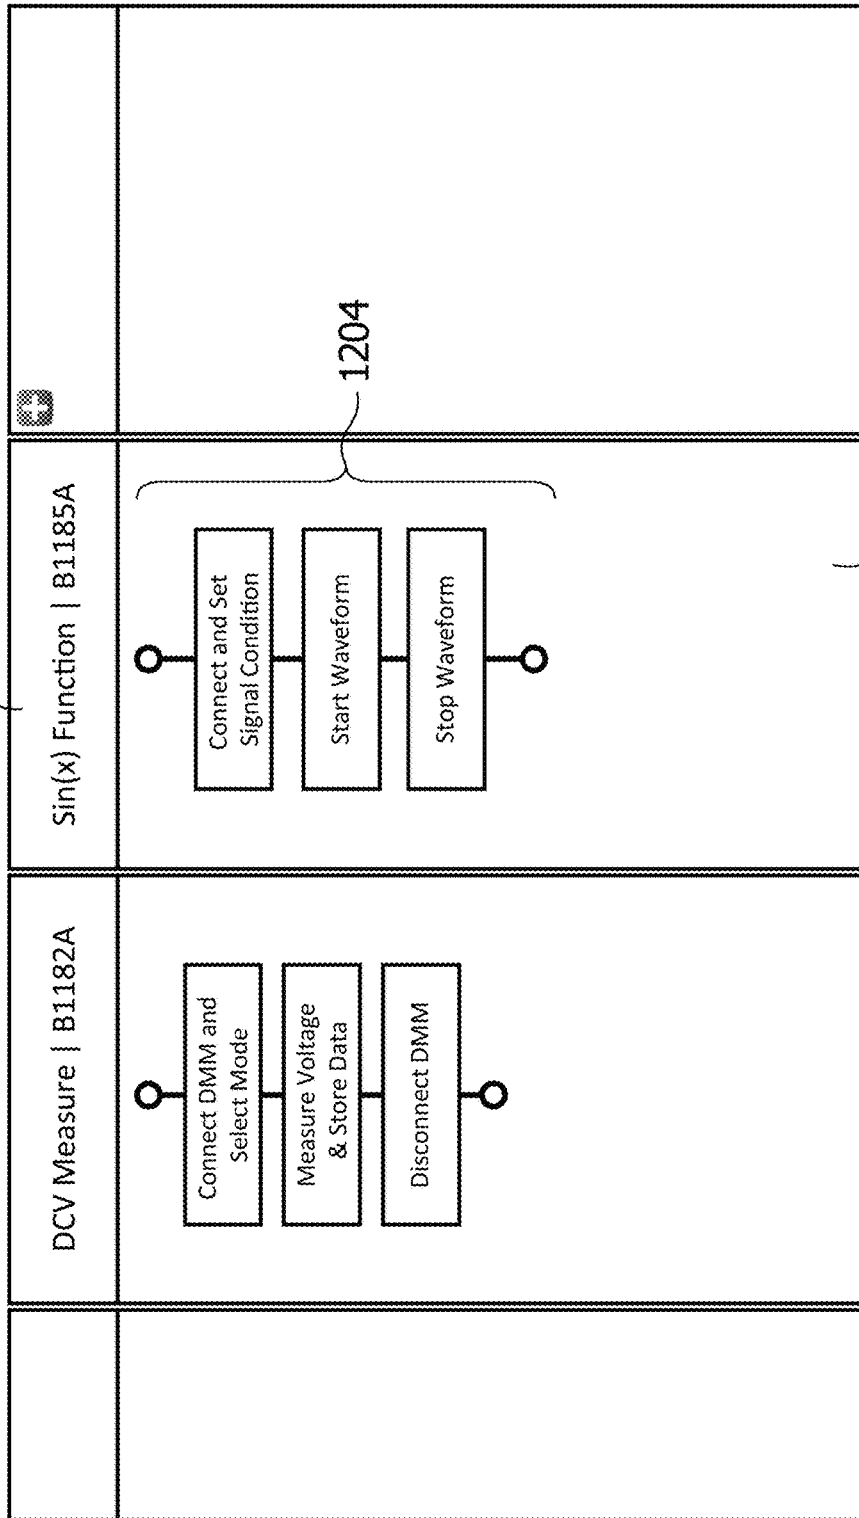 DCV Measure | B1182A
Connect DMM and
Select Mode
Measure Voltage
& Store Data
Disconnect DMM
Sin(x) Function | B1185A
Connect and Set
Signal Condition
Start Waveform
Stop Waveform
1204